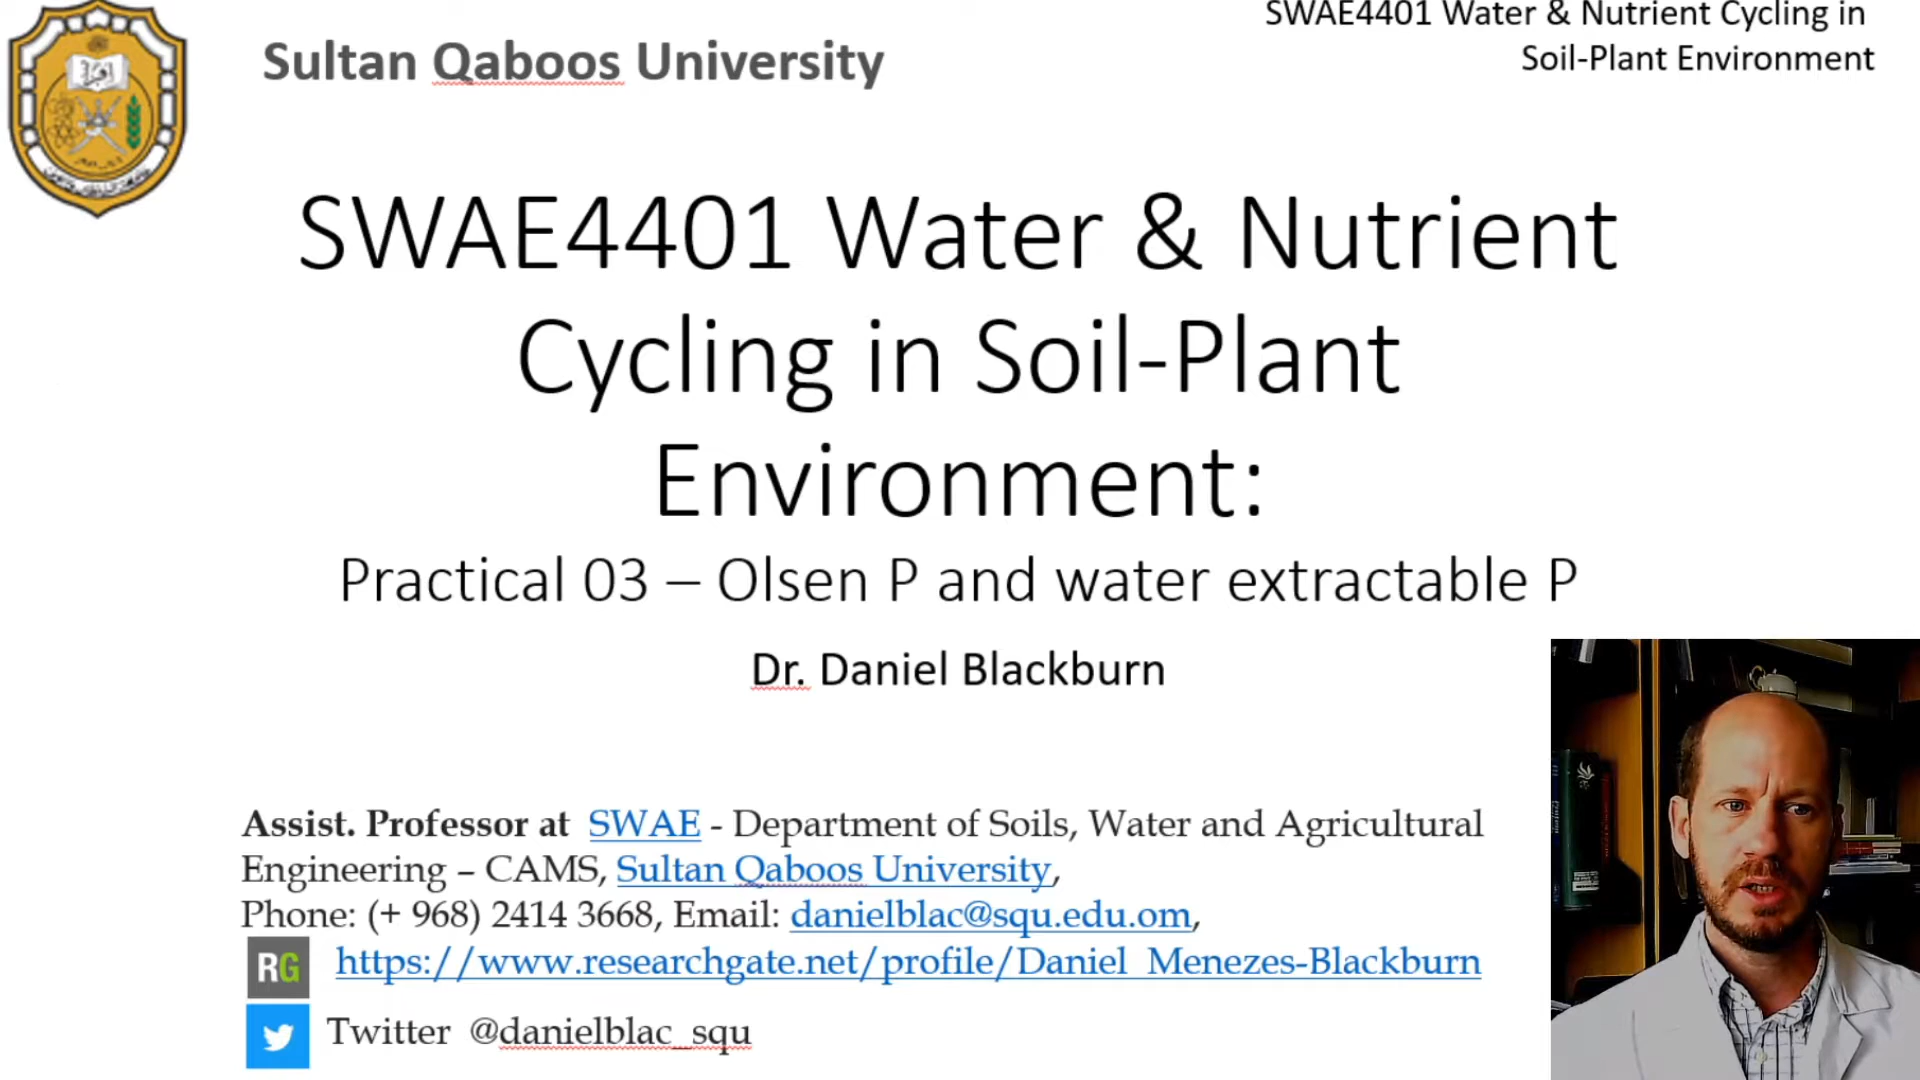 SWAE4401 Water & Nutrient Cycling in
Soil-Plant Environment
Sultan Qaboos University
SWAE4401 Water & Nutrient
Cycling in Soil-Plant
Environment:
Practical 03 – Olsen P and water extractable P
Dr. Daniel Blackburn
Assist. Professor at SWAE - Department of Soils, Water and Agricultural
Engineering – CAMS, Sultan Qaboos University,
Phone: (+ 968) 2414 3668, Email: danielblac@squ.edu.om,
RG https://www.researchgate.net/profile/Daniel_Menezes-Blackburn
Twitter @danielblac_squ